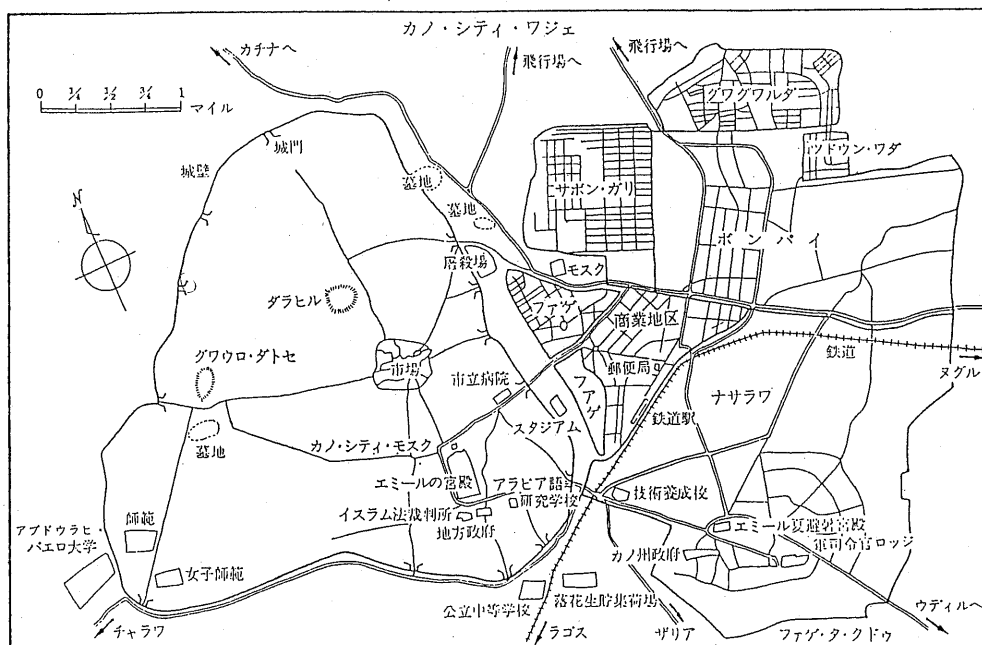 カノ・シティ・ワジェ
カチナへ
飛行場へ
飛行場へ
0 ¼ ½ ¾ 1
マイル
N
グワグワルダ
ツドウン・ワダ
城門
城壁
サボン・ガリ
墓地
墓地
ボンパイ
屠殺場
モスク
ダラヒル
ファゲ
商業地区
グワウロ・ダトセ
市場
市立病院
ファゲ
郵便局
鉄道
ヌグル
ナサラワ
スタジアム
鉄道駅
墓地
カノ・シティ・モスク
エミールの宮殿
アラビア語
研究学校
技術養成校
イスラム法裁判所
地方政府
エミール夏避暑宮殿
軍司令官ロッジ
師範
アブドウラヒ・
バエロ大学
カノ州政府
女子師範
公立中等学校
落花生貯集荷場
ウディルへ
チャラワ
ラゴス
ザリア
ファゲ・タ・クドゥ